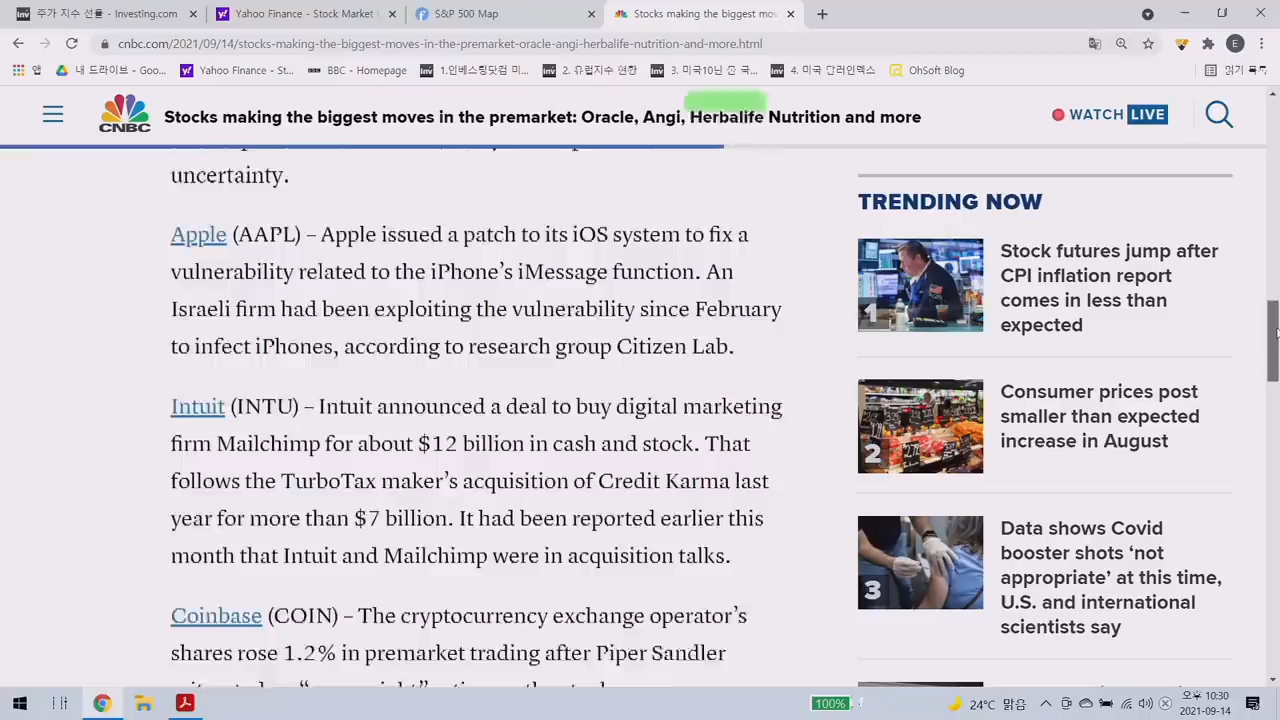 주가 지수 선물 - Investing.com
Yahoo Finance - Stock Market
S&P 500 Map
Stocks making the biggest mov
cnbc.com/2021/09/14/stocks-making-the-biggest-moves-in-the-premarket-oracle-angi-herbalife-nutrition-and-more.html
E
앱
내 드라이브 - Goo...
Yahoo Finance - St...
BBC - Homepage
1.인베스팅닷컴 미...
2. 유럽지수 현황
3. 미국10년 준 국...
4. 미국 달러인덱스
OhSoft Blog
읽기 목록
CNBC
Stocks making the biggest moves in the premarket: Oracle, Angi, Herbalife Nutrition and more
WATCH LIVE
uncertainty.
Apple (AAPL) – Apple issued a patch to its iOS system to fix a
vulnerability related to the iPhone's iMessage function. An
Israeli firm had been exploiting the vulnerability since February
to infect iPhones, according to research group Citizen Lab.
Intuit (INTU) – Intuit announced a deal to buy digital marketing
firm Mailchimp for about $12 billion in cash and stock. That
follows the TurboTax maker's acquisition of Credit Karma last
year for more than $7 billion. It had been reported earlier this
month that Intuit and Mailchimp were in acquisition talks.
Coinbase (COIN) – The cryptocurrency exchange operator's
shares rose 1.2% in premarket trading after Piper Sandler
TRENDING NOW
1
Stock futures jump after
CPI inflation report
comes in less than
expected
2
Consumer prices post
smaller than expected
increase in August
3
Data shows Covid
booster shots 'not
appropriate' at this time,
U.S. and international
scientists say
100%
24°C 맑음
오후 10:30
2021-09-14